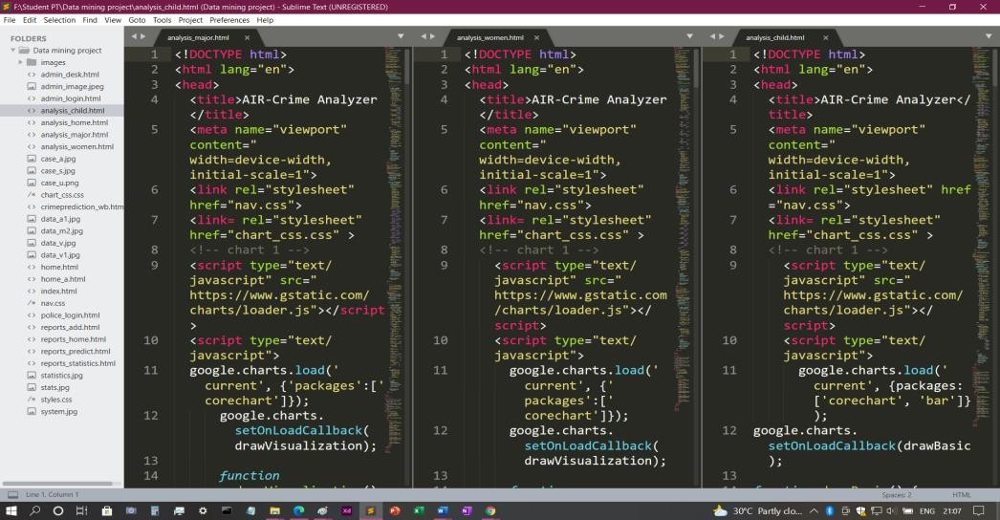 F:\Student PT\Data mining project\analysis_child.html (Data mining project) - Sublime Text (UNREGISTERED)
File Edit Selection Find View Goto Tools Project Preferences Help
FOLDERS
Data mining project
images
admin_desk.html
admin_image.jpeg
admin_login.html
analysis_child.html
analysis_home.html
analysis_major.html
analysis_women.html
case_a.jpg
case_s.jpg
case_u.png
chart_css.css
crimeprediction_wb.htm
data_a1.jpg
data_m2.jpg
data_v.jpg
data_v1.jpg
home.html
home_a.html
index.html
nav.css
police_login.html
reports_add.html
reports_home.html
reports_predict.html
reports_statistics.html
statistics.jpg
stats.jpg
styles.css
system.jpg
analysis_major.html
1 <!DOCTYPE html>
2 <html lang="en">
3 <head>
4 <title>AIR-Crime Analyzer
</title>
5 <meta name="viewport"
content="
width=device-width,
initial-scale=1">
6 <link rel="stylesheet"
href="nav.css">
7 <link= rel="stylesheet"
href="chart_css.css" >
8 <!-- chart 1 -->
9 <script type="text/
javascript" src="
https://www.gstatic.com/
charts/loader.js"></script
>
10 <script type="text/
javascript">
11 google.charts.load('
current', {'packages':['
corechart']});
12 google.charts.
setOnLoadCallback(
drawVisualization);
13
14 function
analysis_women.html
1 <!DOCTYPE html>
2 <html lang="en">
3 <head>
4 <title>AIR-Crime Analyzer
</title>
5 <meta name="viewport"
content="
width=device-width,
initial-scale=1">
6 <link rel="stylesheet"
href="nav.css">
7 <link= rel="stylesheet"
href="chart_css.css" >
8 <!-- chart 1 -->
9 <script type="text/
javascript" src="
https://www.gstatic.com
/charts/loader.js"></
script>
10 <script type="text/
javascript">
11 google.charts.load('
current', {'
packages':['
corechart']});
12 google.charts.
setOnLoadCallback(
drawVisualization);
13
analysis_child.html
1 <!DOCTYPE html>
2 <html lang="en">
3 <head>
4 <title>AIR-Crime Analyzer</
title>
5 <meta name="viewport"
content="
width=device-width,
initial-scale=1">
6 <link rel="stylesheet" href
="nav.css">
7 <link= rel="stylesheet"
href="chart_css.css" >
8 <!-- chart 1 -->
9 <script type="text/
javascript" src="
https://www.gstatic.com/
charts/loader.js"></
script>
10 <script type="text/
javascript">
11 google.charts.load('
current', {packages:
['corechart', 'bar']}
);
12 google.charts.
setOnLoadCallback(drawBasic
);
13
Line 1, Column 1
Spaces: 2
HTML
30°C Partly clo...
ENG 21:07